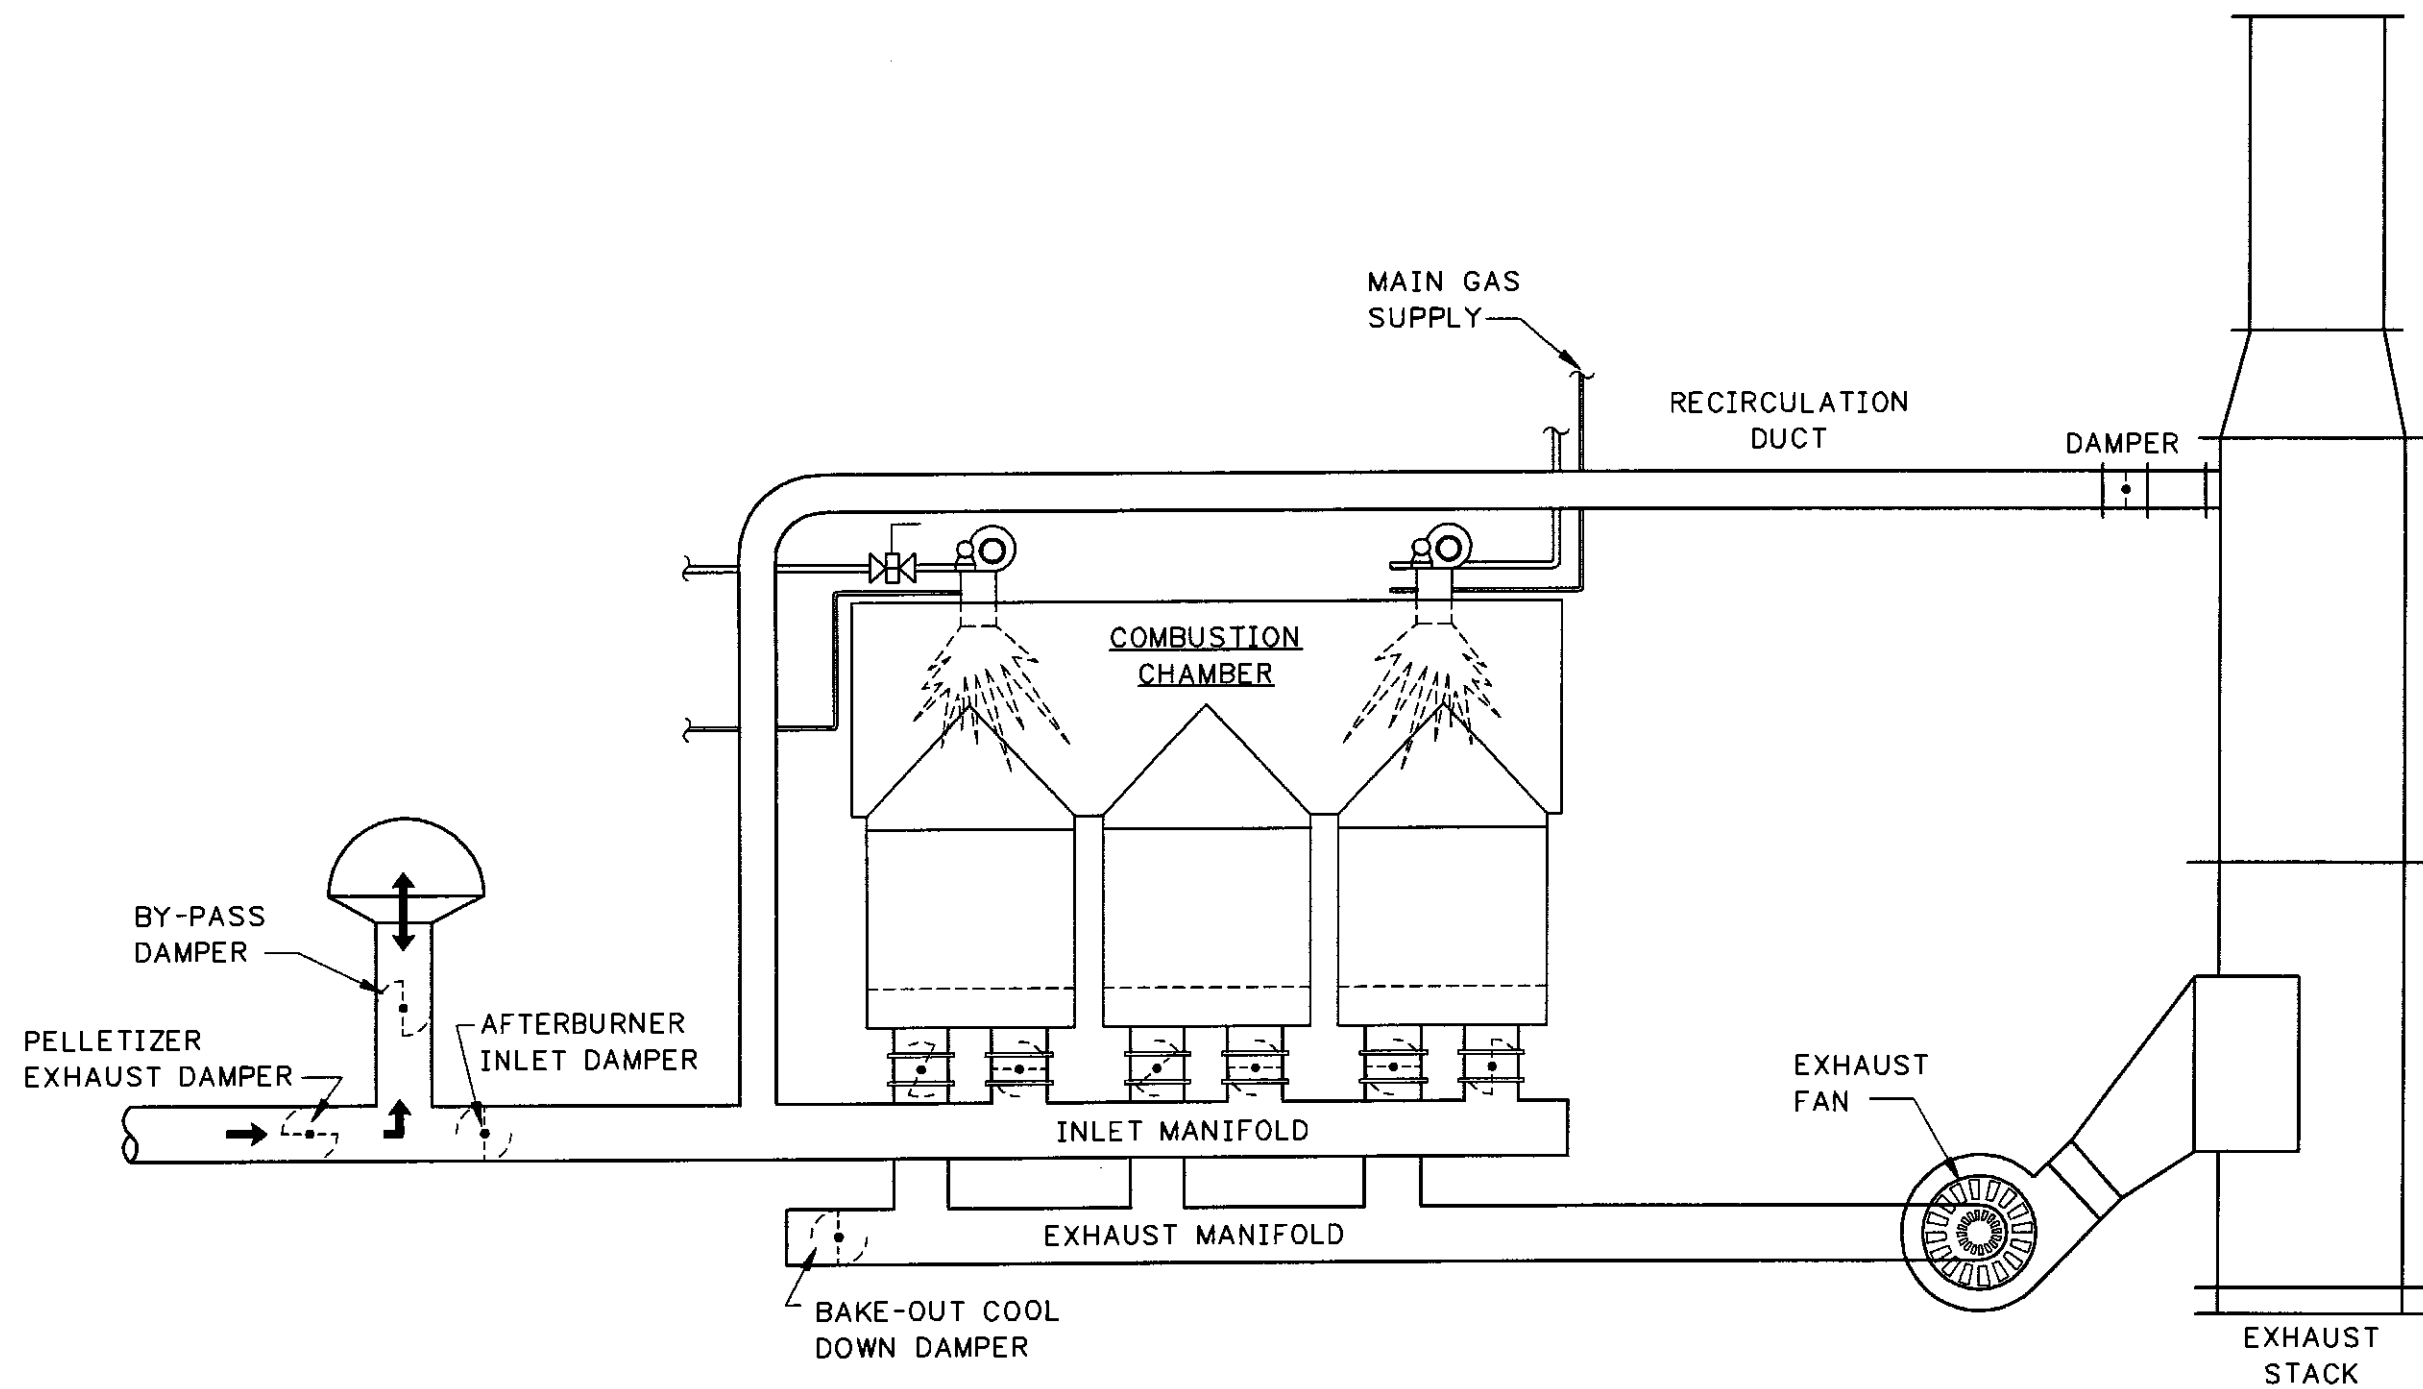 MAIN GAS
SUPPLY
RECIRCULATION
DUCT
DAMPER
COMBUSTION
CHAMBER
BY-PASS
DAMPER
PELLETIZER
EXHAUST DAMPER
AFTERBURNER
INLET DAMPER
EXHAUST
FAN
INLET MANIFOLD
EXHAUST MANIFOLD
BAKE-OUT COOL
DOWN DAMPER
EXHAUST
STACK